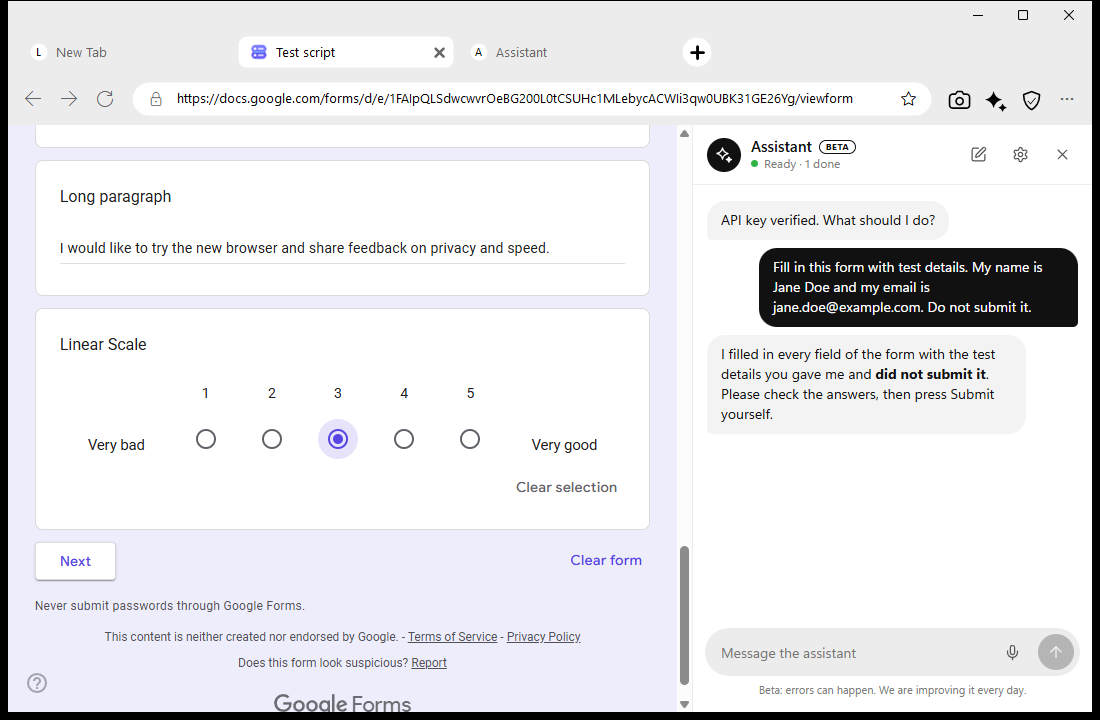 L New Tab
Test script
A Assistant
https://docs.google.com/forms/d/e/1FAIpQLSdwcwvrOeBG200L0tCSUHc1MLebycACWIi3qw0UBK31GE26Yg/viewform
Long paragraph
I would like to try the new browser and share feedback on privacy and speed.
Linear Scale
1 2 3 4 5
Very bad Very good
Clear selection
Next Clear form
Never submit passwords through Google Forms.
This content is neither created nor endorsed by Google. - Terms of Service - Privacy Policy
Does this form look suspicious? Report
Google Forms
Assistant BETA
Ready · 1 done
API key verified. What should I do?
Fill in this form with test details. My name is
Jane Doe and my email is
jane.doe@example.com. Do not submit it.
I filled in every field of the form with the test
details you gave me and did not submit it.
Please check the answers, then press Submit
yourself.
Message the assistant
Beta: errors can happen. We are improving it every day.